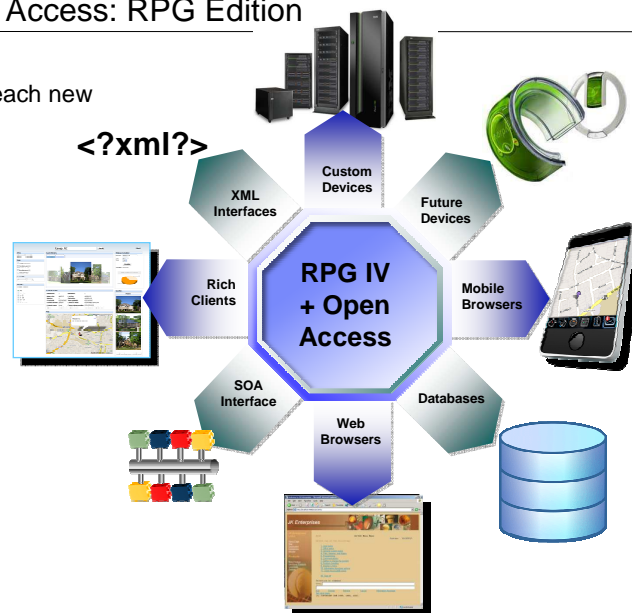 Access: RPG Edition
each new
<?xml?>
Custom
Devices
XML
Interfaces
Future
Devices
Rich
Clients
RPG IV
+ Open
Access
Mobile
Browsers
SOA
Interface
Databases
Web
Browsers